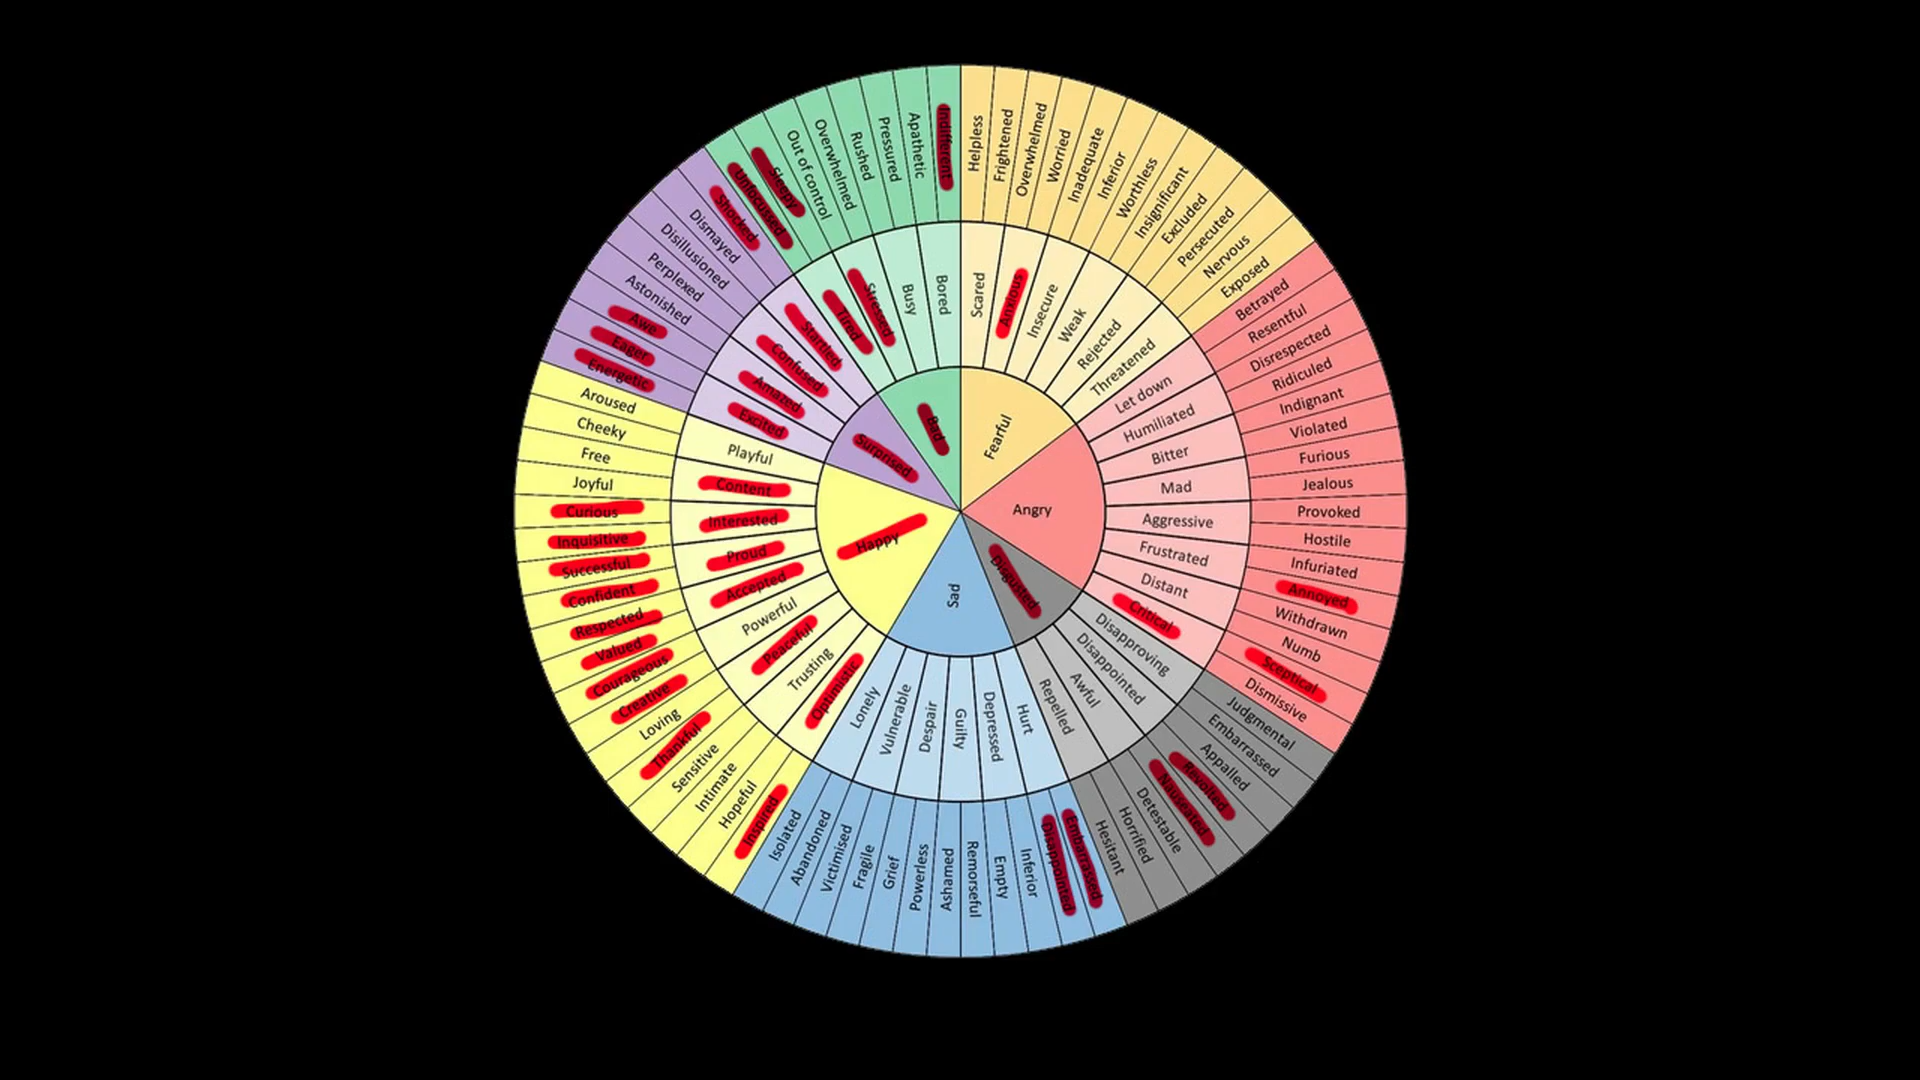 Fearful
Angry
Disgusted
Sad
Happy
Surprised
Bad
Scared
Anxious
Insecure
Weak
Rejected
Threatened
Let down
Humiliated
Bitter
Mad
Aggressive
Frustrated
Distant
Critical
Disapproving
Disappointed
Awful
Repelled
Hurt
Depressed
Guilty
Despair
Vulnerable
Lonely
Optimistic
Trusting
Peaceful
Powerful
Accepted
Proud
Interested
Content
Playful
Excited
Amazed
Confused
Startled
Tired
Stressed
Busy
Bored
Helpless
Frightened
Overwhelmed
Worried
Inadequate
Inferior
Worthless
Insignificant
Excluded
Persecuted
Nervous
Exposed
Betrayed
Resentful
Disrespected
Ridiculed
Indignant
Violated
Furious
Jealous
Provoked
Hostile
Infuriated
Annoyed
Withdrawn
Numb
Sceptical
Dismissive
Judgmental
Embarrassed
Appalled
Revolted
Nauseated
Detestable
Horrified
Hesitant
Embarrassed
Disappointed
Inferior
Empty
Remorseful
Ashamed
Powerless
Grief
Fragile
Victimised
Abandoned
Isolated
Inspired
Hopeful
Intimate
Sensitive
Thankful
Loving
Creative
Courageous
Valued
Respected
Confident
Successful
Inquisitive
Curious
Joyful
Free
Cheeky
Aroused
Energetic
Eager
Awe
Astonished
Perplexed
Disillusioned
Dismayed
Shocked
Unfocussed
Sleepy
Out of control
Overwhelmed
Rushed
Pressured
Apathetic
Indifferent